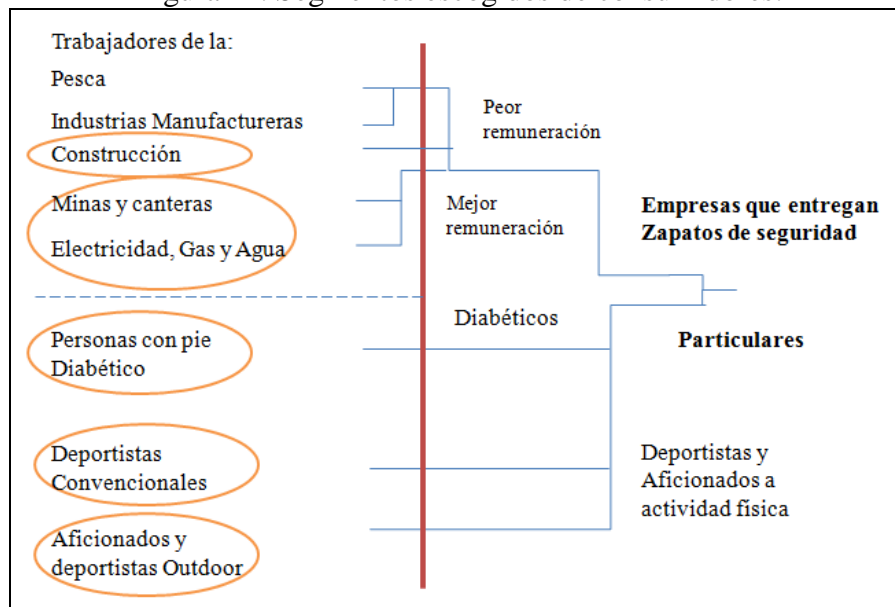 Trabajadores de la:
Pesca
Industrias Manufactureras
Construcción
Minas y canteras
Electricidad, Gas y Agua
Personas con pie
Diabético
Deportistas
Convencionales
Aficionados y
deportistas Outdoor
Peor
remuneración
Mejor
remuneración
Diabéticos
Empresas que entregan
Zapatos de seguridad
Particulares
Deportistas y
Aficionados a
actividad física